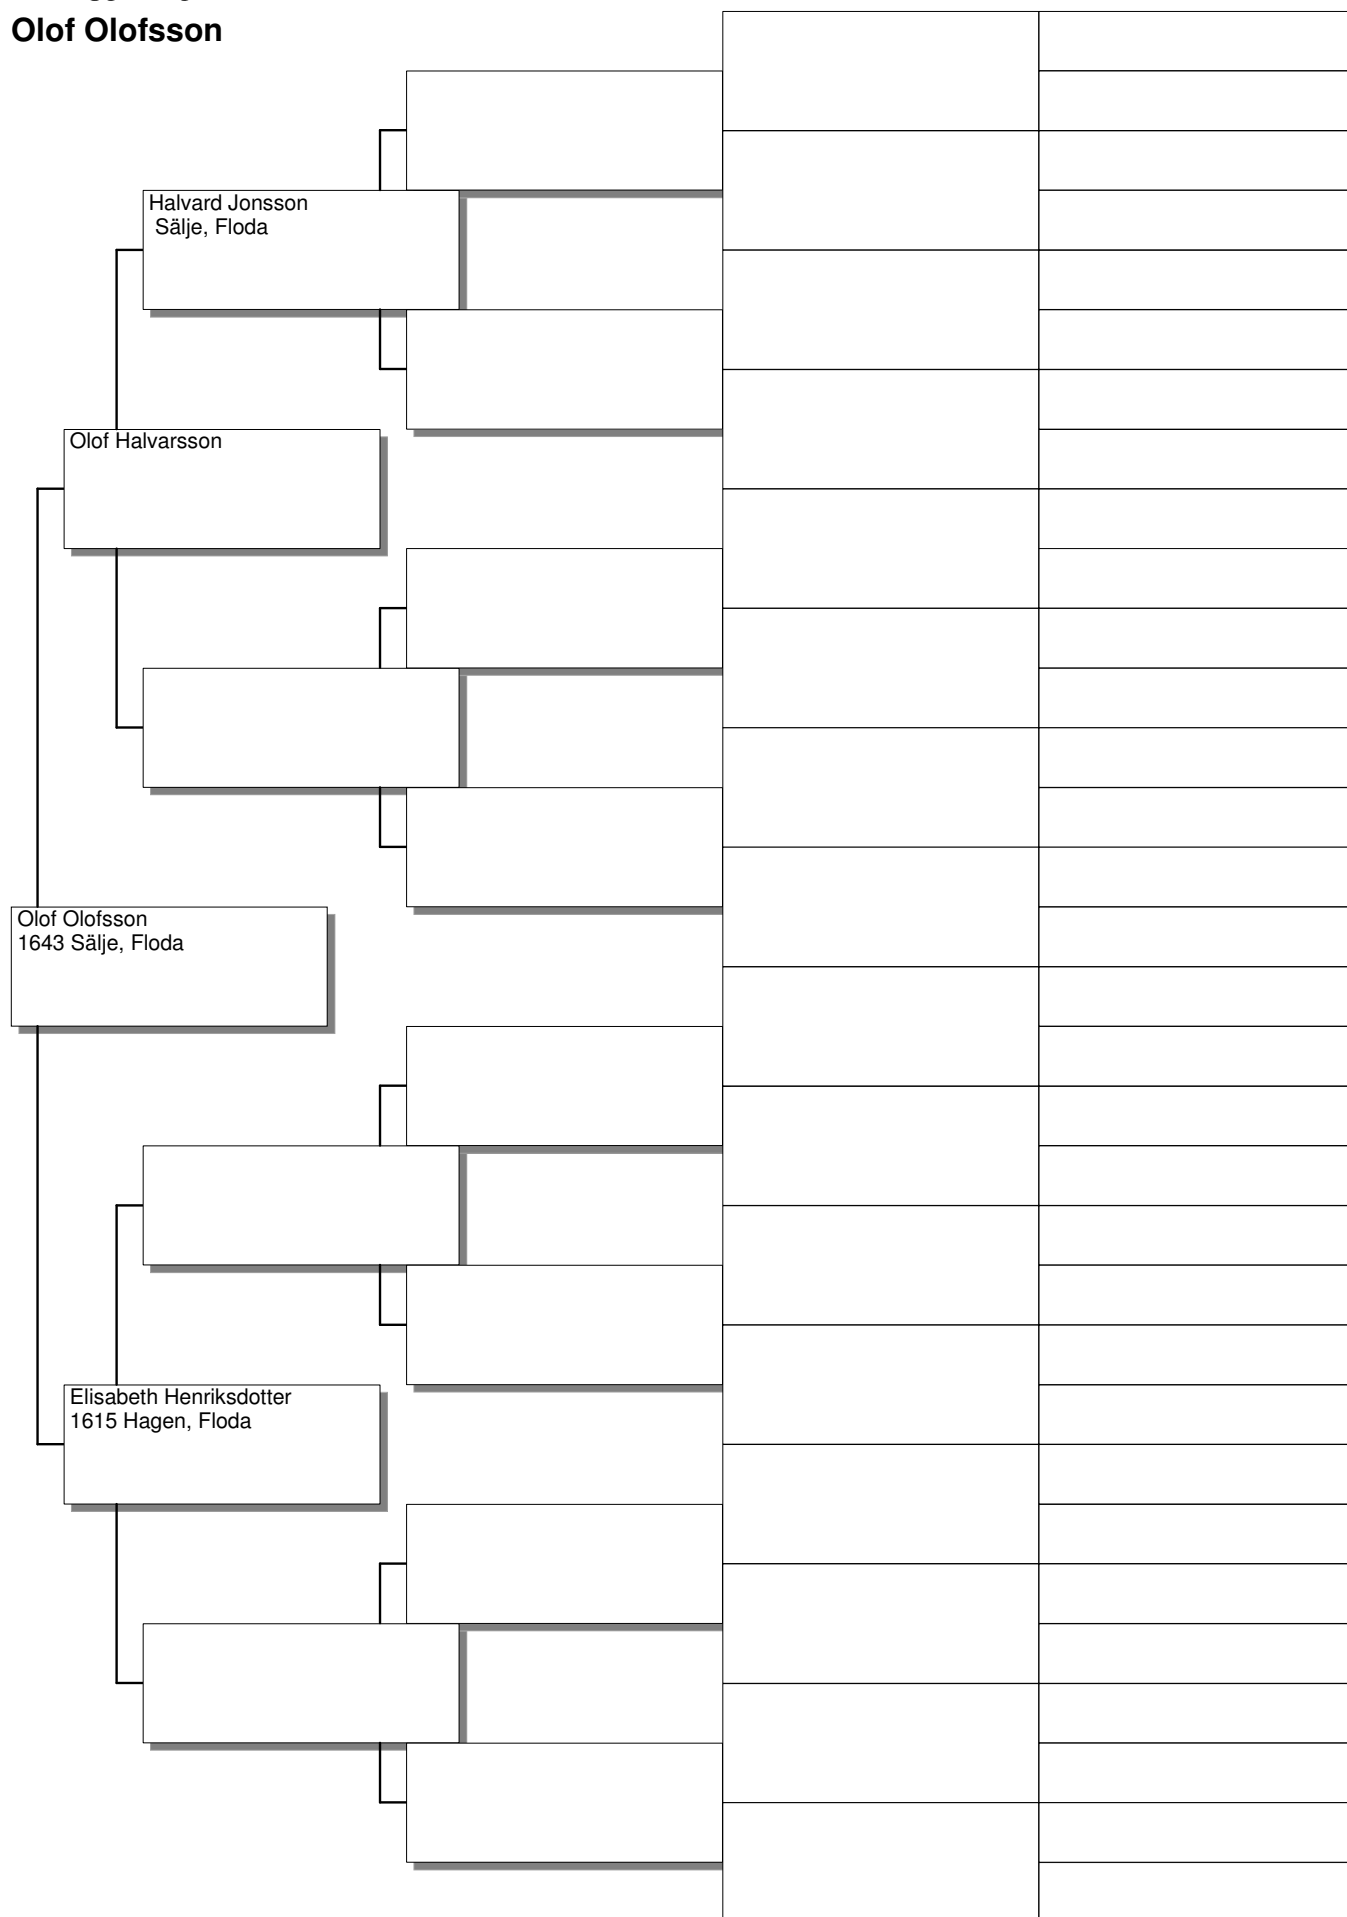 Olof Olofsson
Halvard Jonsson
Sälje, Floda
Olof Halvarsson
Olof Olofsson
1643 Sälje, Floda
Elisabeth Henriksdotter
1615 Hagen, Floda